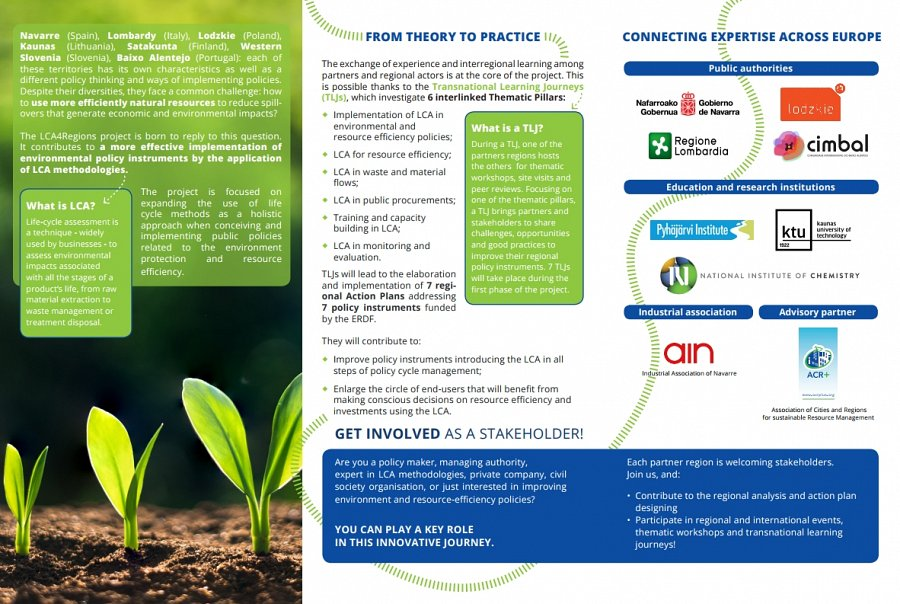 Navarre (Spain), Lombardy (Italy), Lodzkie (Poland),
Kaunas (Lithuania), Satakunta (Finland), Western
Slovenia (Slovenia), Baixo Alentejo (Portugal): each of
these territories has its own characteristics as well as a
different policy thinking and ways of implementing policies.
Despite their diversities, they face a common challenge: how
to use more efficiently natural resources to reduce spill-
overs that generate economic and environmental impacts?
The LCA4Regions project is born to reply to this question.
It contributes to a more effective implementation of
environmental policy instruments by the application
of LCA methodologies.
What is LCA?
Life-cycle assessment is
a technique - widely
used by businesses - to
assess environmental
impacts associated
with all the stages of a
product's life, from raw
material extraction to
waste management or
treatment disposal.
The project is focused on
expanding the use of life
cycle methods as a holistic
approach when conceiving and
implementing public policies
related to the environment
protection and resource
efficiency.
FROM THEORY TO PRACTICE
The exchange of experience and interregional learning among
partners and regional actors is at the core of the project. This
is possible thanks to the Transnational Learning Journeys
(TLJs), which investigate 6 interlinked Thematic Pillars:
Implementation of LCA in
environmental and
resource efficiency policies;
LCA for resource efficiency;
LCA in waste and material
flows;
LCA in public procurements;
Training and capacity
building in LCA;
LCA in monitoring and
evaluation.
What is a TLJ?
During a TLJ, one of the
partners regions hosts
the others for thematic
workshops, site visits and
peer reviews. Focusing on
one of the thematic pillars,
a TLJ brings partners and
stakeholders to share
challenges, opportunities
and good practices to
improve their regional
policy instruments. 7 TLJs
will take place during the
first phase of the project.
TLJs will lead to the elaboration
and implementation of 7 regi-
onal Action Plans addressing
7 policy instruments funded
by the ERDF.
They will contribute to:
Improve policy instruments introducing the LCA in all
steps of policy cycle management;
Enlarge the circle of end-users that will benefit from
making conscious decisions on resource efficiency and
investments using the LCA.
CONNECTING EXPERTISE ACROSS EUROPE
Public authorities
Nafarroako Gobernua
Gobierno de Navarra
lodzkie
Regione
Lombardia
cimbal
Education and research institutions
Pyhäjärvi Institute
ktu
1922
kaunas
university of
technology
NATIONAL INSTITUTE OF CHEMISTRY
Industrial association
Advisory partner
ain
Industrial Association of Navarre
ACR+
Association of Cities and Regions
for sustainable Resource Management
GET INVOLVED AS A STAKEHOLDER!
Are you a policy maker, managing authority,
expert in LCA methodologies, private company, civil
society organisation, or just interested in improving
environment and resource-efficiency policies?
YOU CAN PLAY A KEY ROLE
IN THIS INNOVATIVE JOURNEY.
Each partner region is welcoming stakeholders.
Join us, and:
• Contribute to the regional analysis and action plan
designing
• Participate in regional and international events,
thematic workshops and transnational learning
journeys!